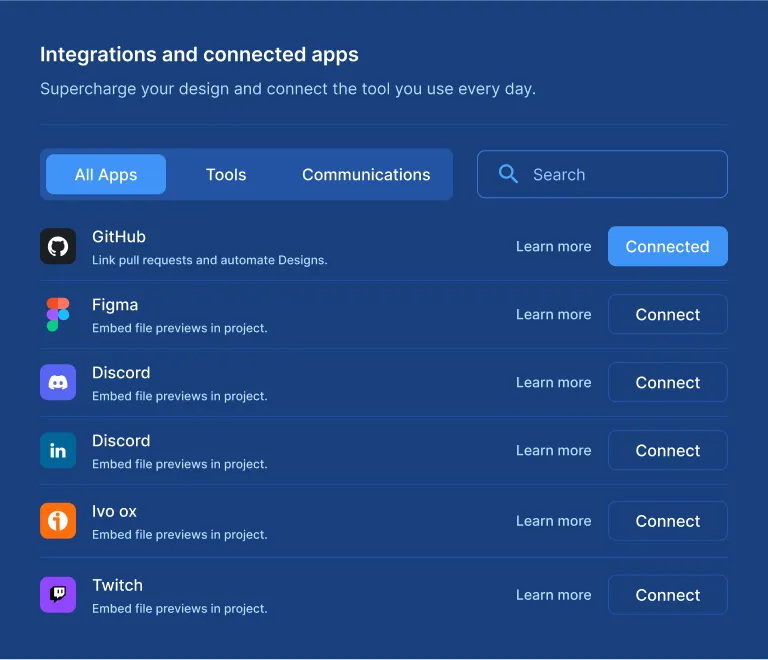 Integrations and connected apps
Supercharge your design and connect the tool you use every day.
All Apps Tools Communications Search
GitHub
Link pull requests and automate Designs.
Learn more Connected
Figma
Embed file previews in project.
Learn more Connect
Discord
Embed file previews in project.
Learn more Connect
in
Discord
Embed file previews in project.
Learn more Connect
Ivo ox
Embed file previews in project.
Learn more Connect
Twitch
Embed file previews in project.
Learn more Connect